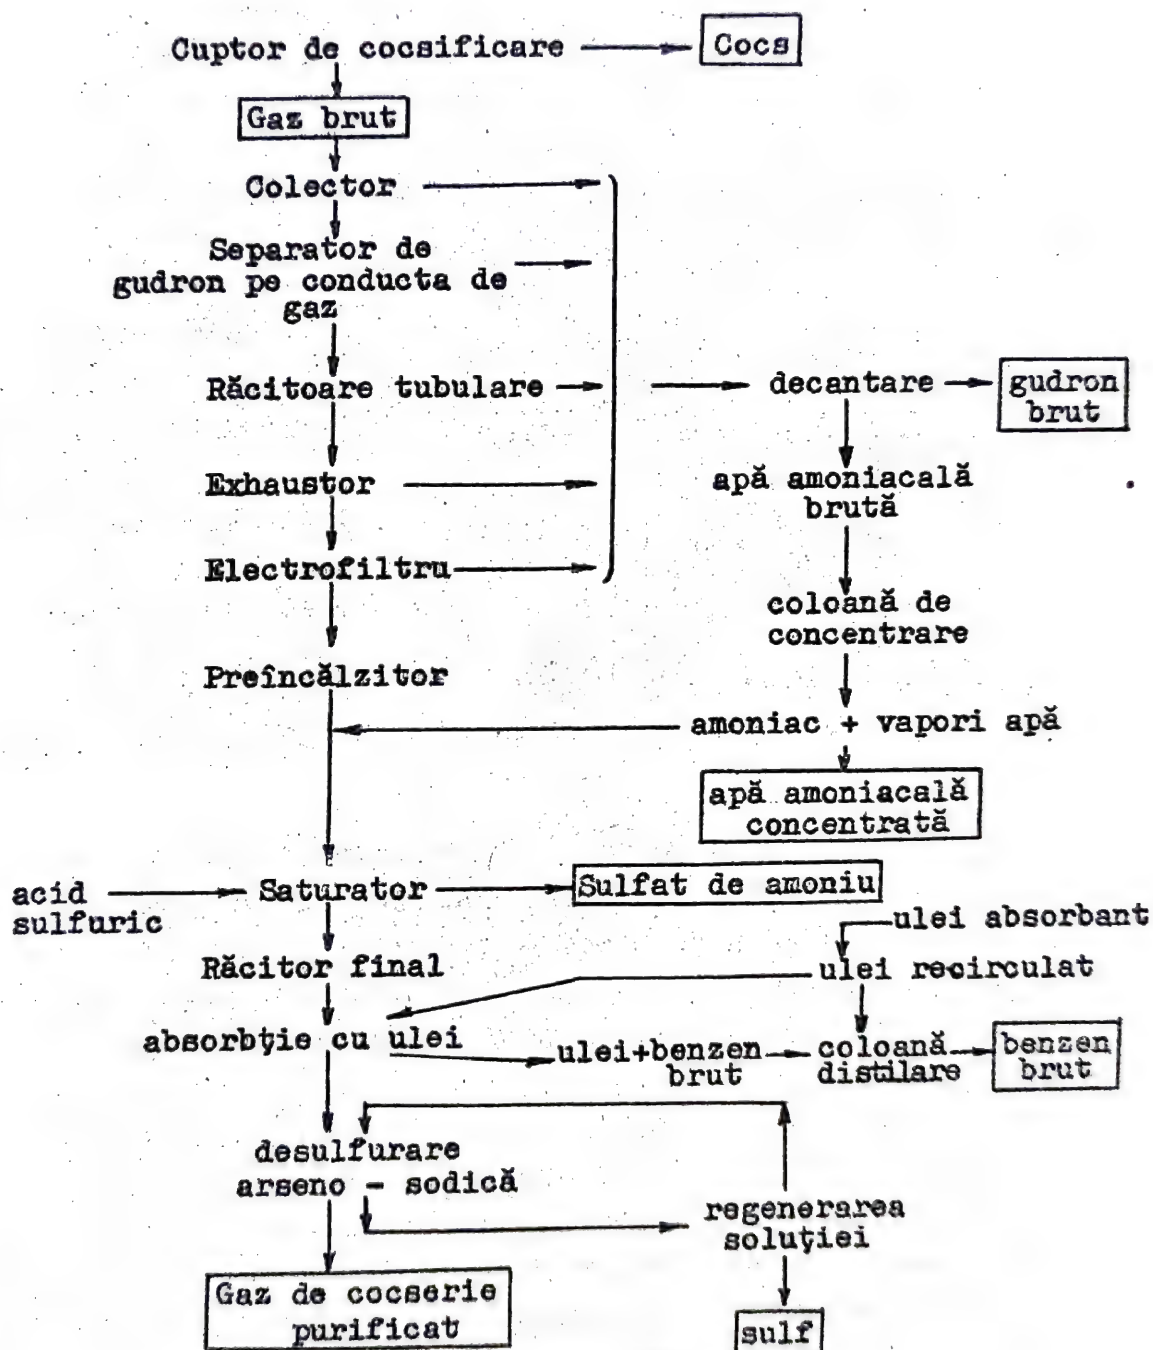 Cuptor de cocsificare
Cocs
Gaz brut
Colector
Separator de
gudron pe conducta de
gaz
Răcitoare tubulare
decantare
gudron
brut
Exhaustor
apă amoniacală
brută
Electrofiltru
coloană de
concentrare
Preîncălzitor
amoniac + vapori apă
apă amoniacală
concentrată
acid
sulfuric
Saturator
Sulfat de amoniu
ulei absorbant
Răcitor final
ulei recirculat
absorbţie cu ulei
ulei+benzen
brut
coloană
distilare
benzen
brut
desulfurare
arseno - sodică
regenerarea
soluţiei
Gaz de cocserie
purificat
sulf